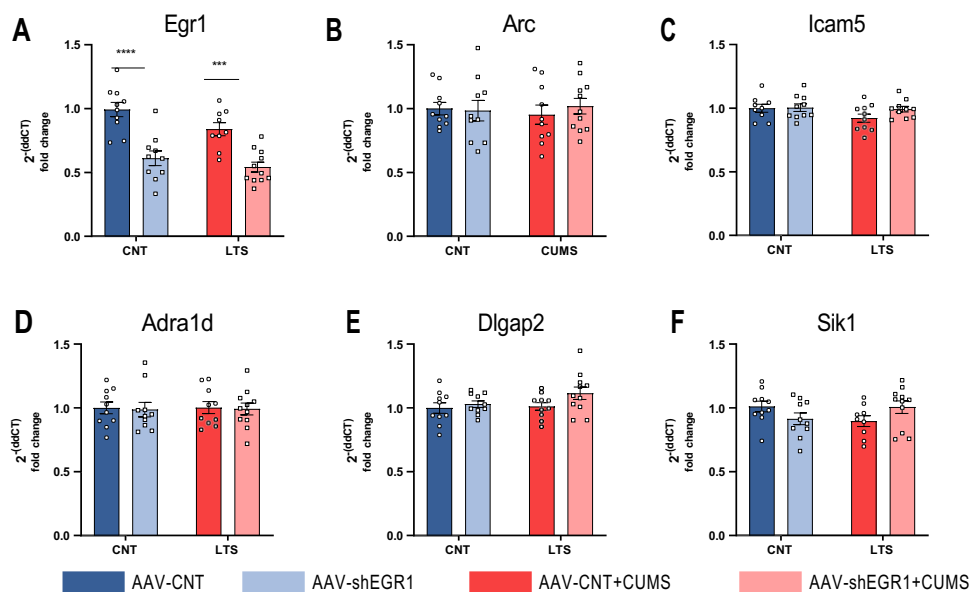 A
Egr1
2^-(ddCT)
fold change
1.5
1.0
0.5
0.0
****
***
CNT
LTS
B
Arc
2^-(ddCT)
fold change
1.5
1.0
0.5
0.0
CNT
CUMS
C
Icam5
2^-(ddCT)
fold change
1.5
1.0
0.5
0.0
CNT
LTS
D
Adra1d
2^-(ddCT)
fold change
1.5
1.0
0.5
0.0
CNT
LTS
E
Dlgap2
2^-(ddCT)
fold change
1.5
1.0
0.5
0.0
CNT
LTS
F
Sik1
2^-(ddCT)
fold change
1.5
1.0
0.5
0.0
CNT
LTS
AAV-CNT
AAV-shEGR1
AAV-CNT+CUMS
AAV-shEGR1+CUMS